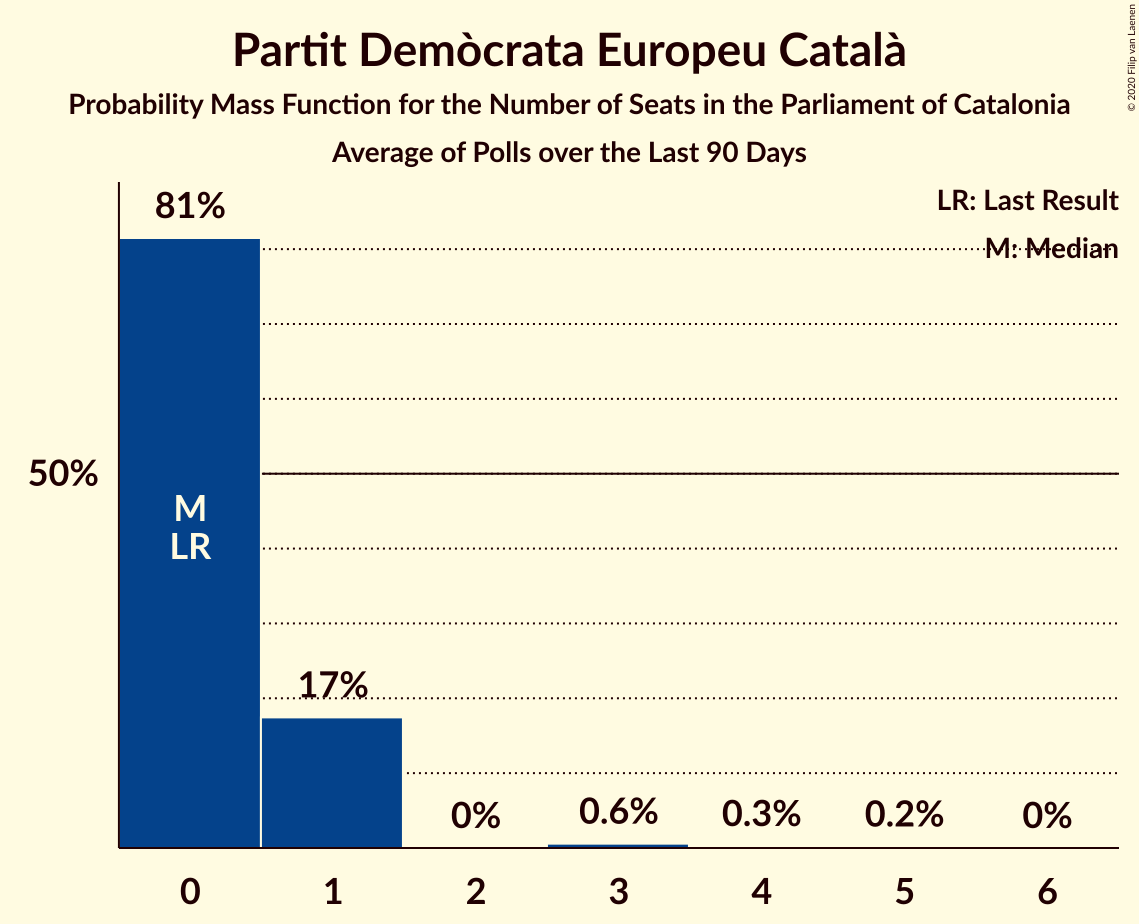 Partit Demòcrata Europeu Català
Probability Mass Function for the Number of Seats in the Parliament of Catalonia
Average of Polls over the Last 90 Days
© 2020 Filip van Laenen
LR: Last Result
M: Median
81%
50%
M
LR
17%
0%
0.6%
0.3%
0.2%
0%
0
1
2
3
4
5
6